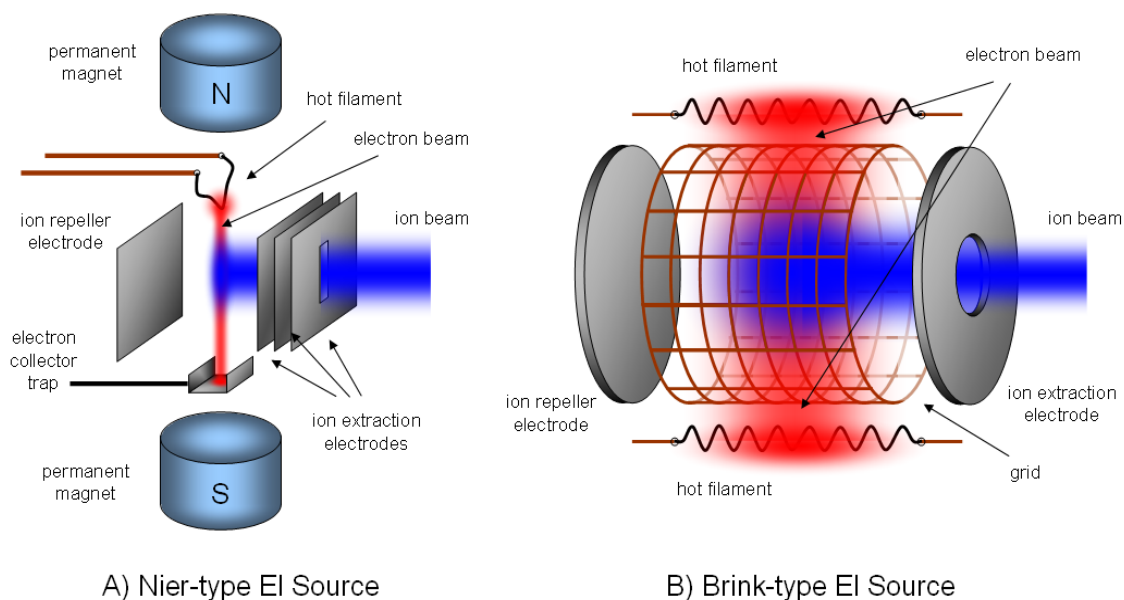 permanent
magnet
N
hot filament
electron beam
ion repeller
electrode
ion beam
electron
collector
trap
ion extraction
electrodes
permanent
magnet
S
A) Nier-type EI Source
hot filament
electron beam
ion beam
ion repeller
electrode
ion extraction
electrode
grid
hot filament
B) Brink-type EI Source